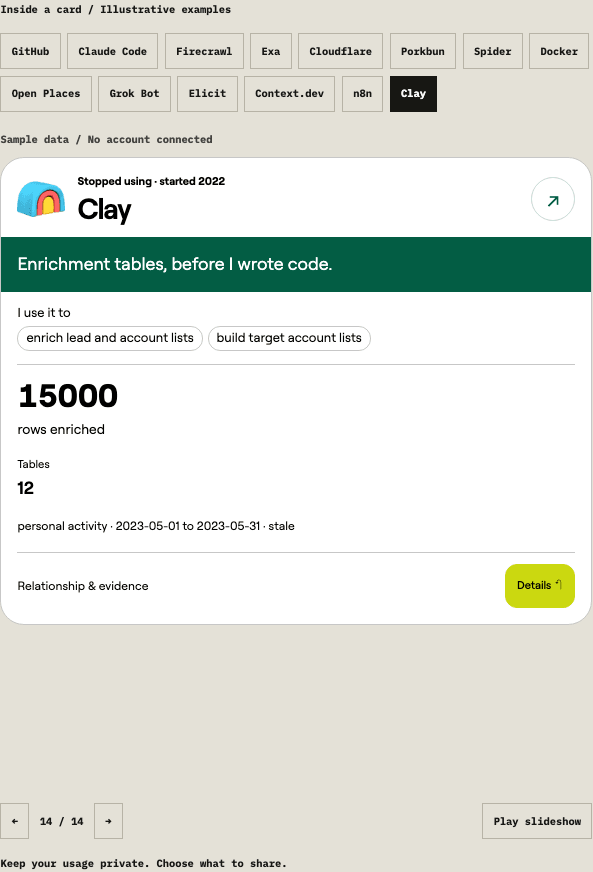 Inside a card / Illustrative examples
GitHub Claude Code Firecrawl Exa Cloudflare Porkbun Spider Docker
Open Places Grok Bot Elicit Context.dev n8n Clay
Sample data / No account connected
Stopped using · started 2022
Clay
↗
Enrichment tables, before I wrote code.
I use it to
enrich lead and account lists build target account lists
15000
rows enriched
Tables
12
personal activity · 2023-05-01 to 2023-05-31 · stale
Relationship & evidence Details
← 14 / 14 → Play slideshow
Keep your usage private. Choose what to share.